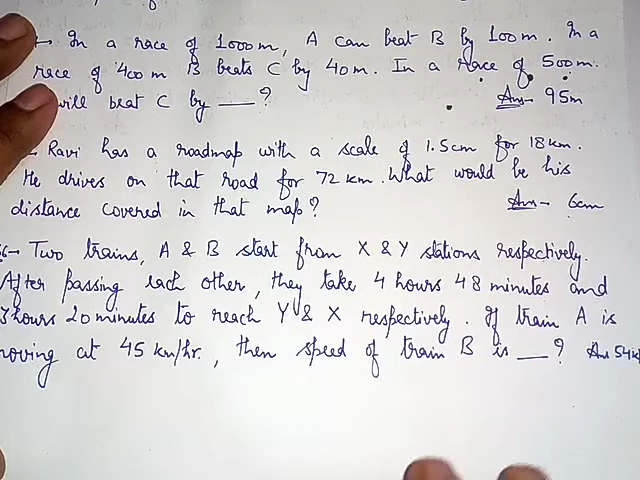 In a race of 1000m, A can beat B by 100m. In a
race of 400m B beats C by 40m. In a race of 500m.
will beat C by ___? Ans- 95m
Ravi has a roadmap with a scale of 1.5cm for 18km.
He drives on that road for 72km. What would be his
distance covered in that map? Ans- 6cm
Two trains, A & B start from X & Y stations respectively.
After passing each other, they take 4 hours 48 minutes and
3 hours 20 minutes to reach Y & X respectively. If train A is
moving at 45 km/hr., then speed of train B is ___? Ans 54k